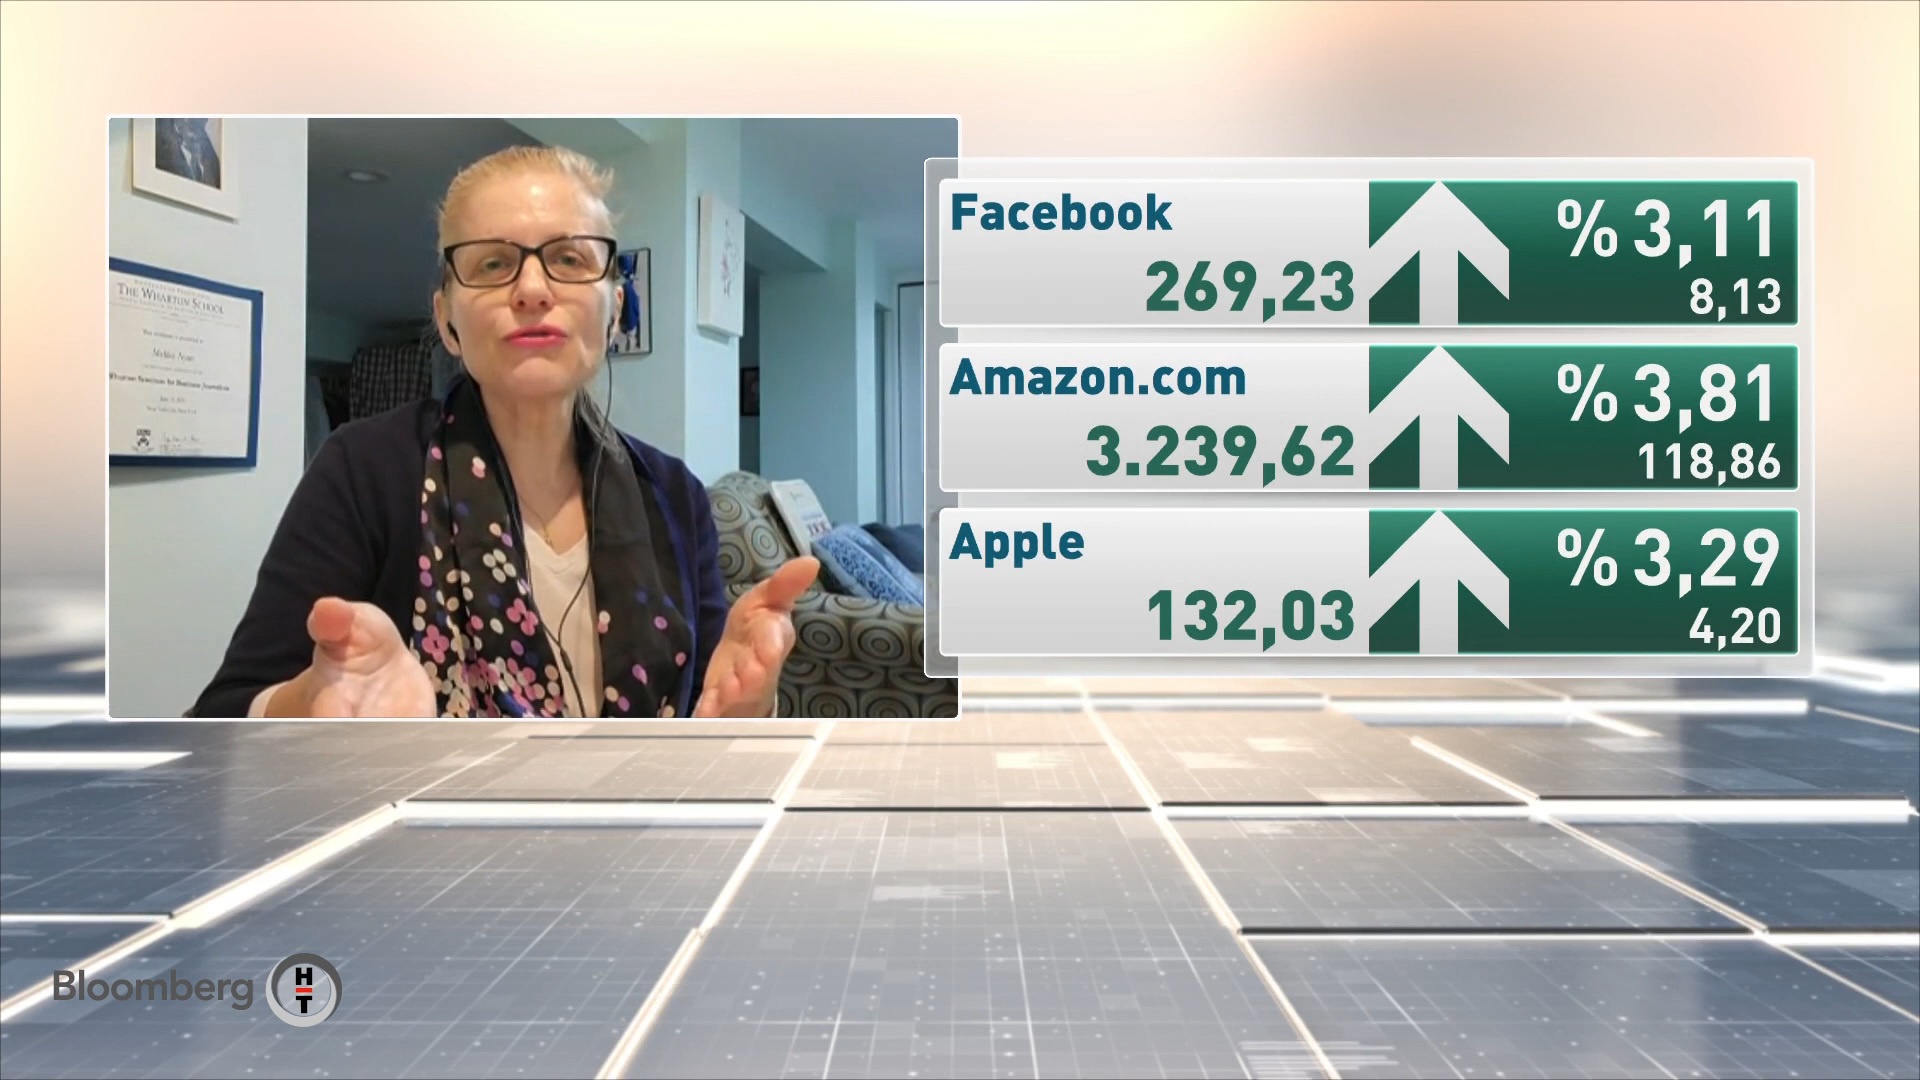 THE WHARTON SCHOOL
Facebook
269,23
% 3,11
8,13
Amazon.com
3.239,62
% 3,81
118,86
Apple
132,03
% 3,29
4,20
Bloomberg
H
T